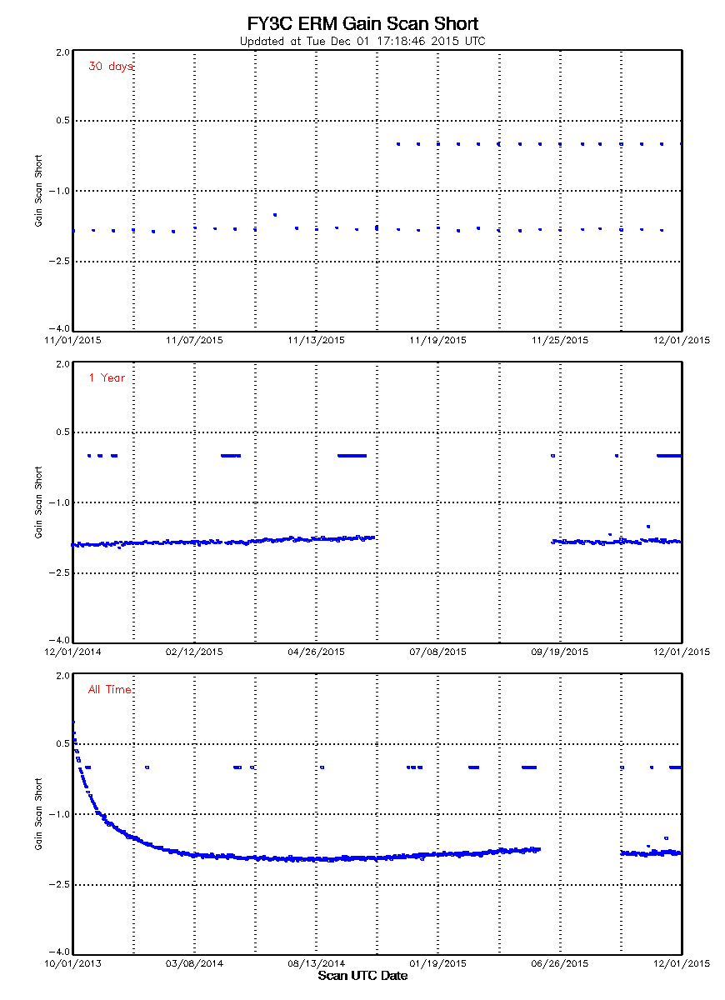 FY3C ERM Gain Scan Short
Updated at Tue Dec 01 17:18:46 2015 UTC
30 days
2.0
0.5
-1.0
-2.5
-4.0
Gain Scan Short
11/01/2015 11/07/2015 11/13/2015 11/19/2015 11/25/2015 12/01/2015
1 Year
2.0
0.5
-1.0
-2.5
-4.0
Gain Scan Short
12/01/2014 02/12/2015 04/26/2015 07/08/2015 09/19/2015 12/01/2015
All Time
2.0
0.5
-1.0
-2.5
-4.0
Gain Scan Short
10/01/2013 03/08/2014 08/13/2014 01/19/2015 06/26/2015 12/01/2015
Scan UTC Date